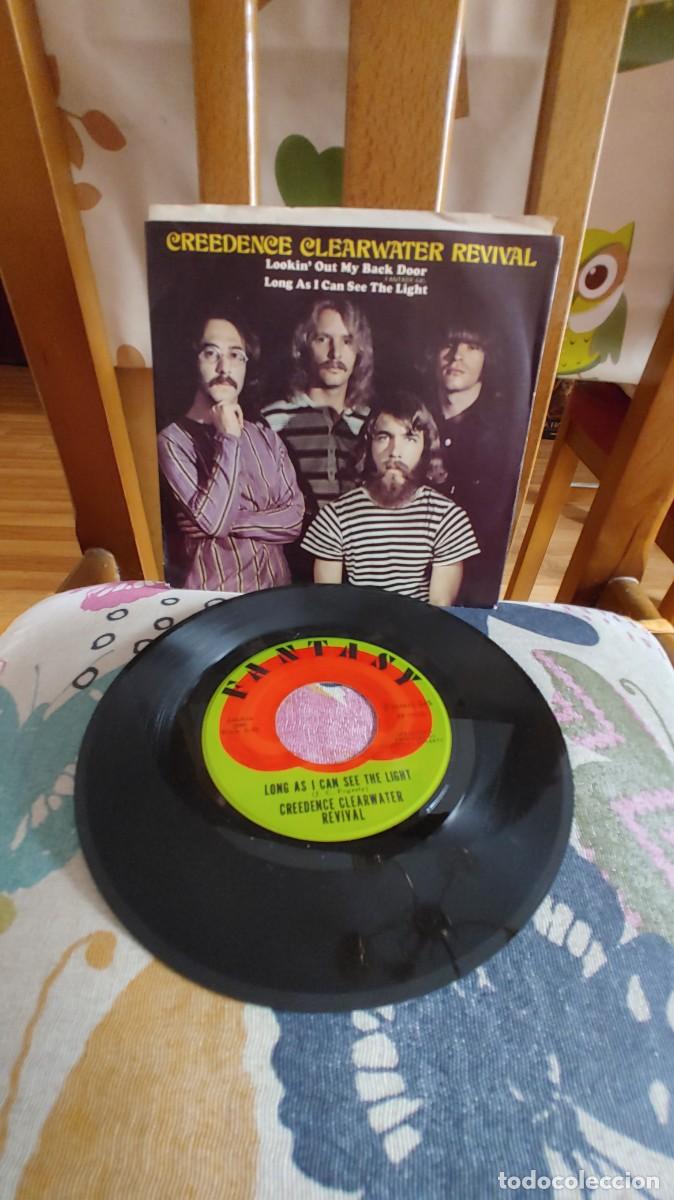 CREEDENCE CLEARWATER REVIVAL
Lookin' Out My Back Door
Long As I Can See The Light
FANTASY
LONG AS I CAN SEE THE LIGHT
(J. C. Fogerty)
CREEDENCE CLEARWATER
REVIVAL
todocoleccion